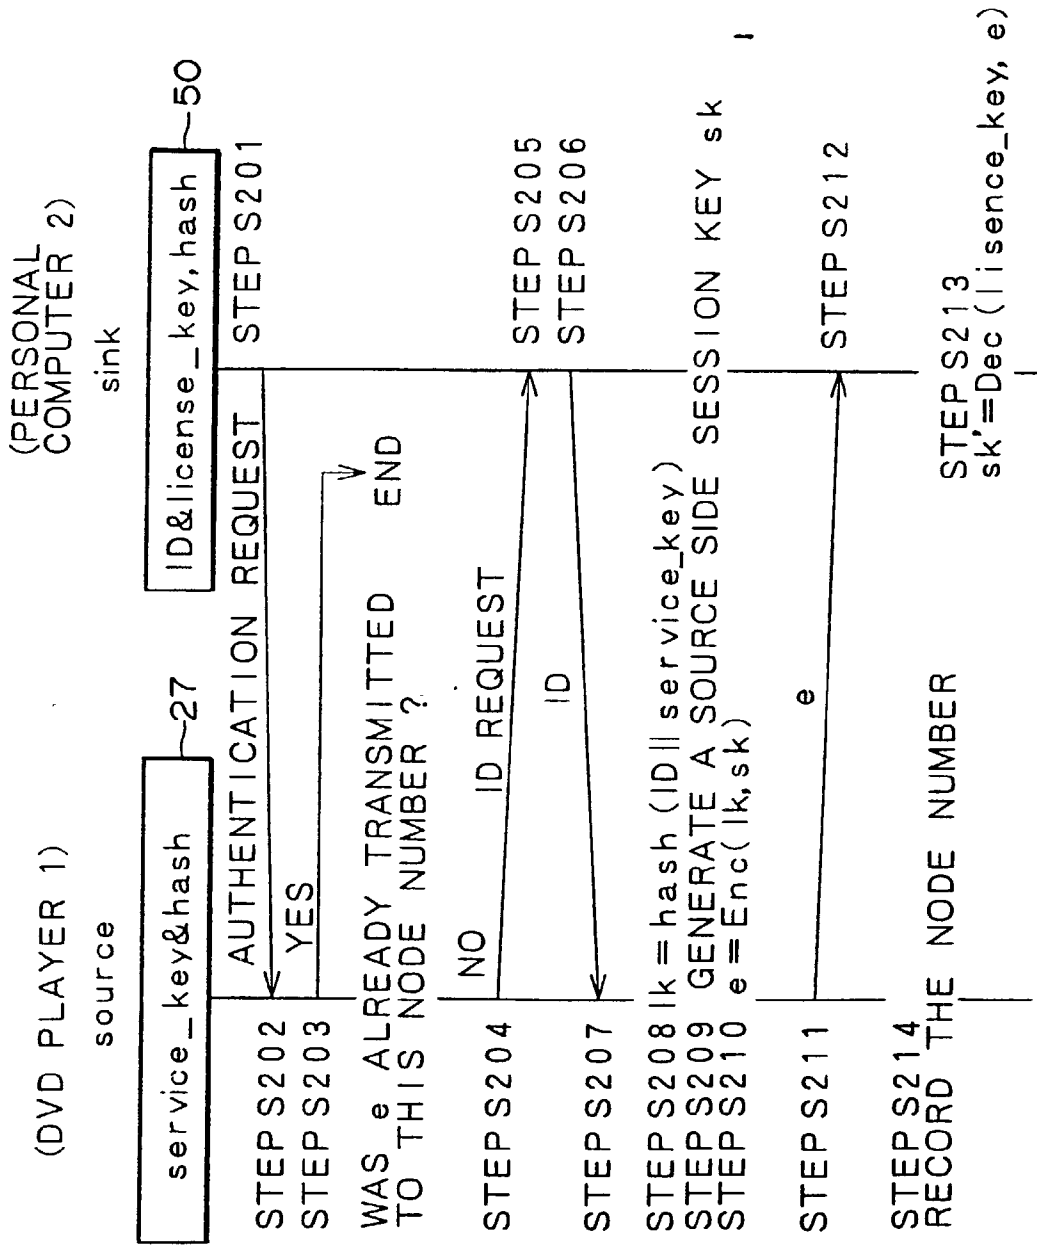 (DVD PLAYER 1)
source
(PERSONAL
COMPUTER 2)
sink
service_key&hash
27
ID&license_key,hash
50
AUTHENTICATION REQUEST
STEP S201
STEP S202
STEP S203
YES
WAS e ALREADY TRANSMITTED
TO THIS NODE NUMBER ?
END
STEP S204
NO
ID REQUEST
STEP S205
STEP S206
ID
STEP S207
STEP S208 lk=hash(ID||service_key)
STEP S209 GENERATE A SOURCE SIDE SESSION KEY sk
STEP S210 e=Enc(lk,sk)
STEP S211
e
STEP S212
STEP S213
sk'=Dec(lisence_key, e)
STEP S214
RECORD THE NODE NUMBER